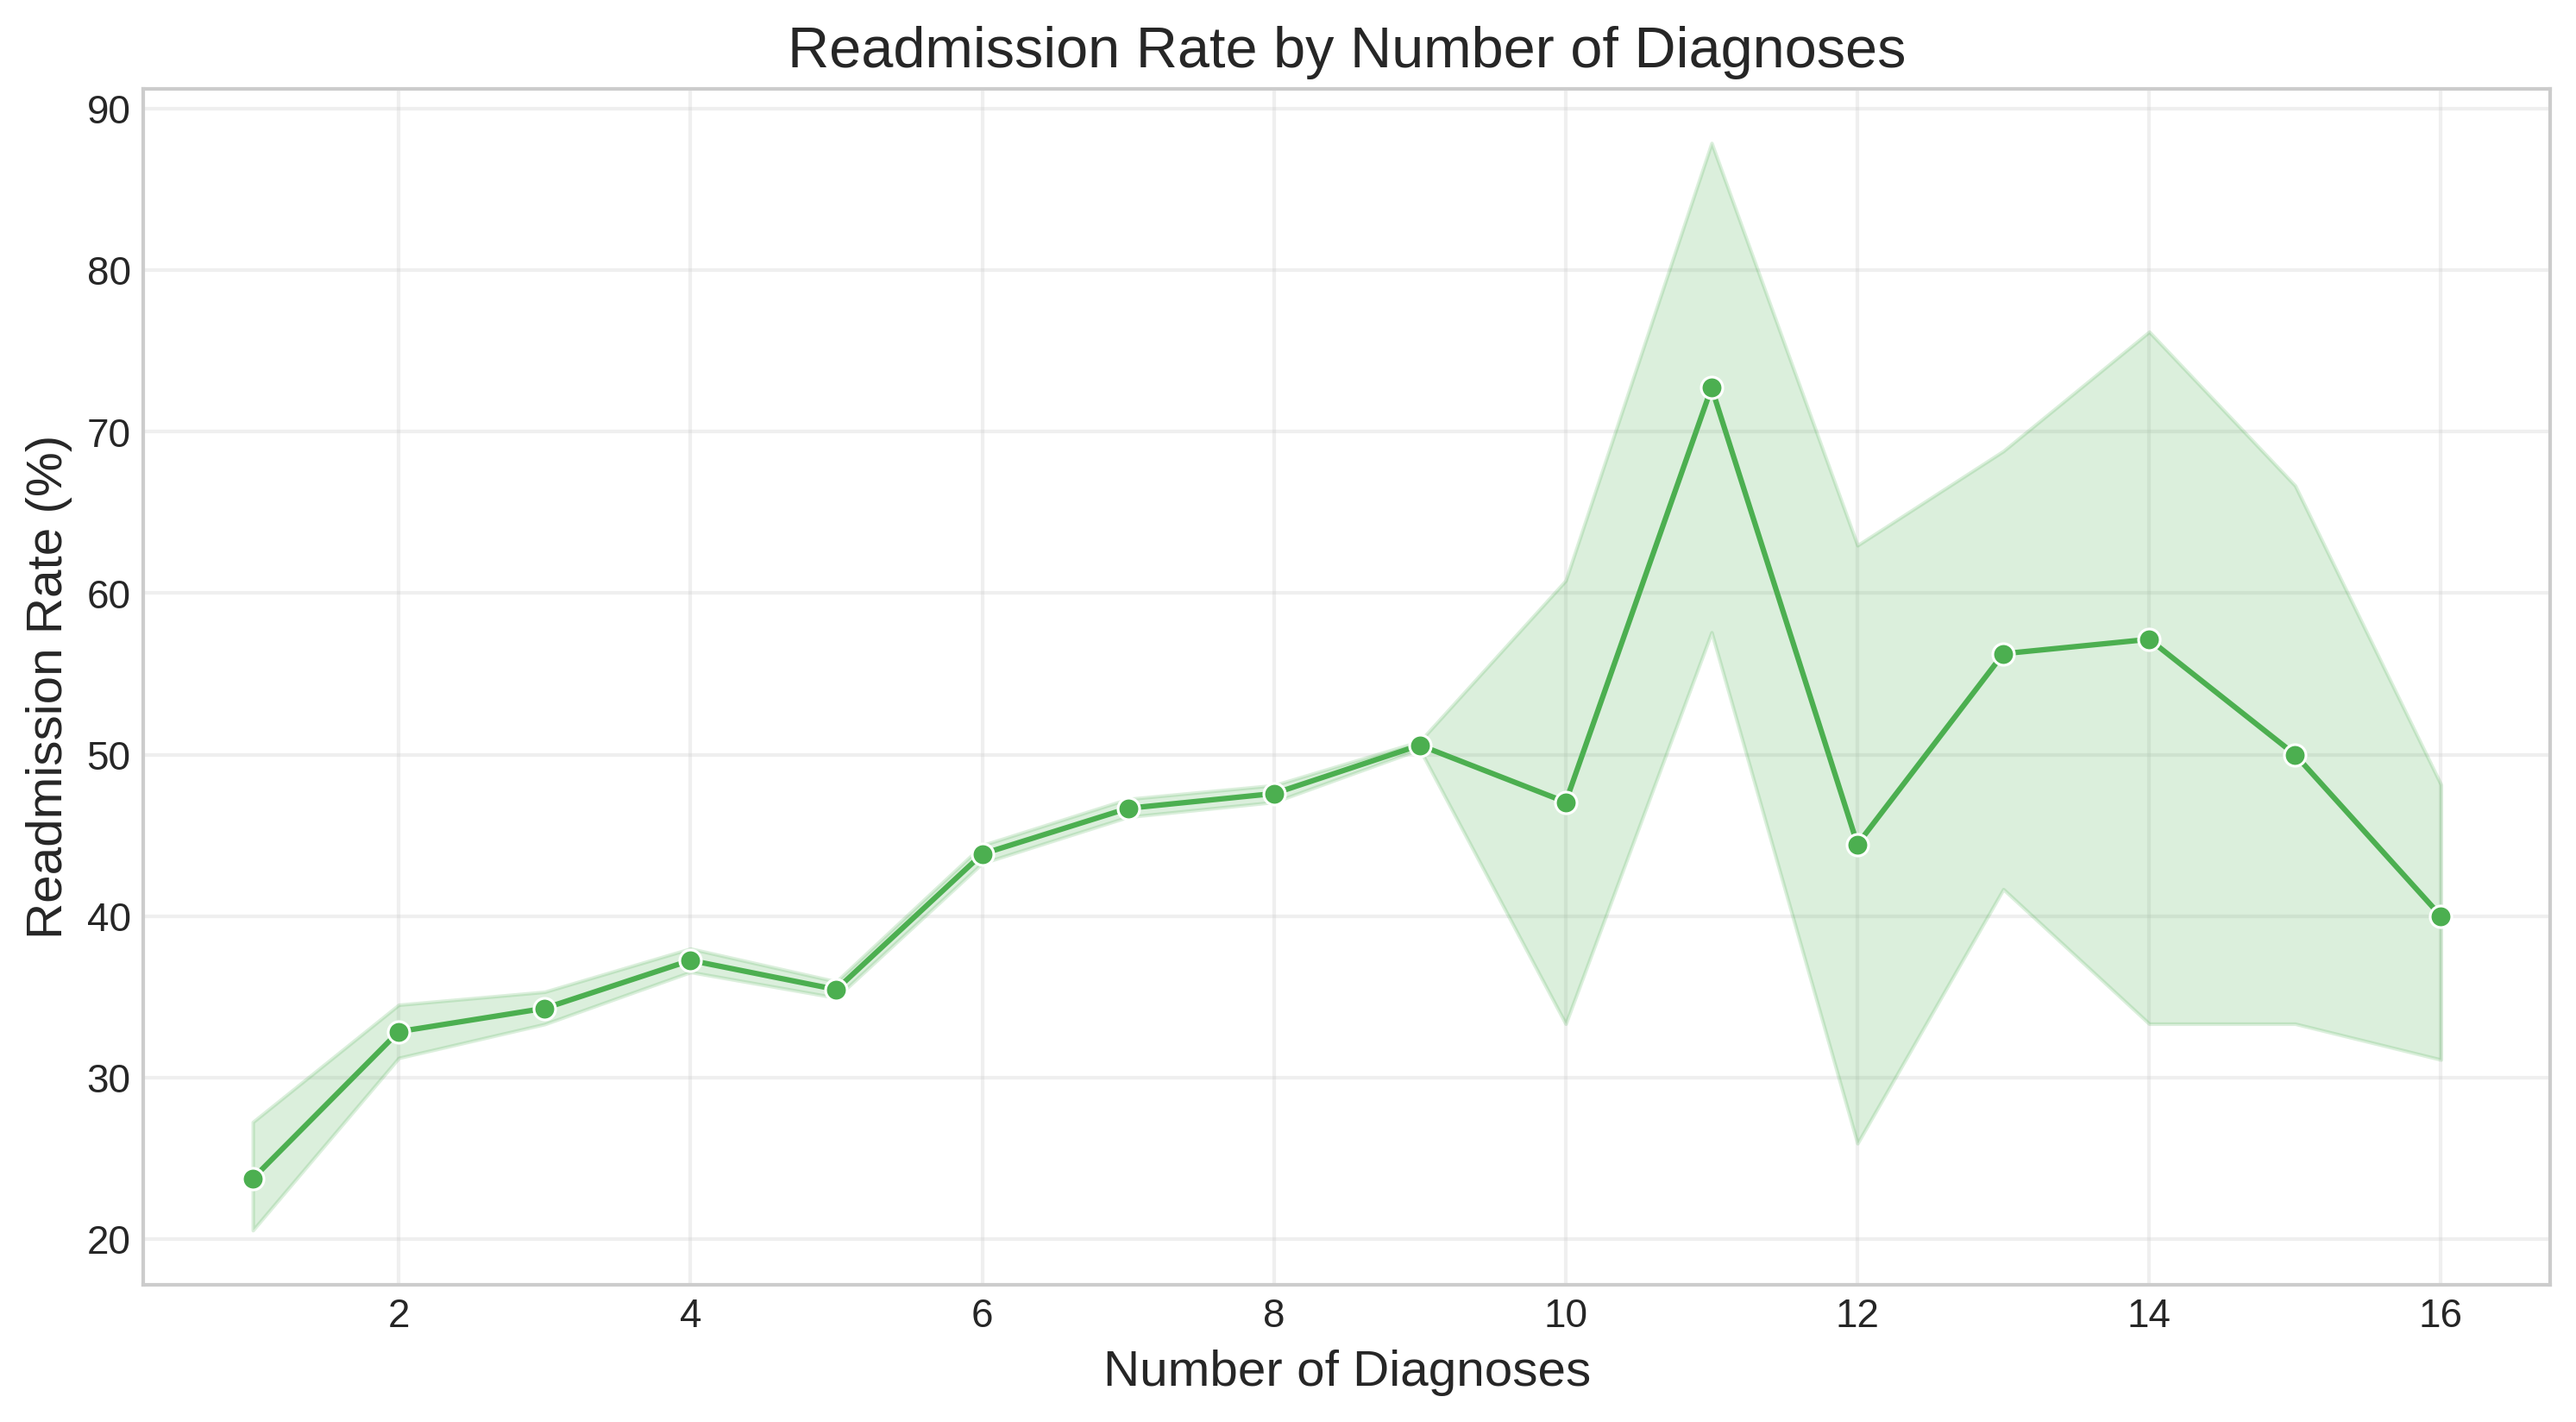 Readmission Rate by Number of Diagnoses
Readmission Rate (%)
90
80
70
60
50
40
30
20
2 4 6 8 10 12 14 16
Number of Diagnoses